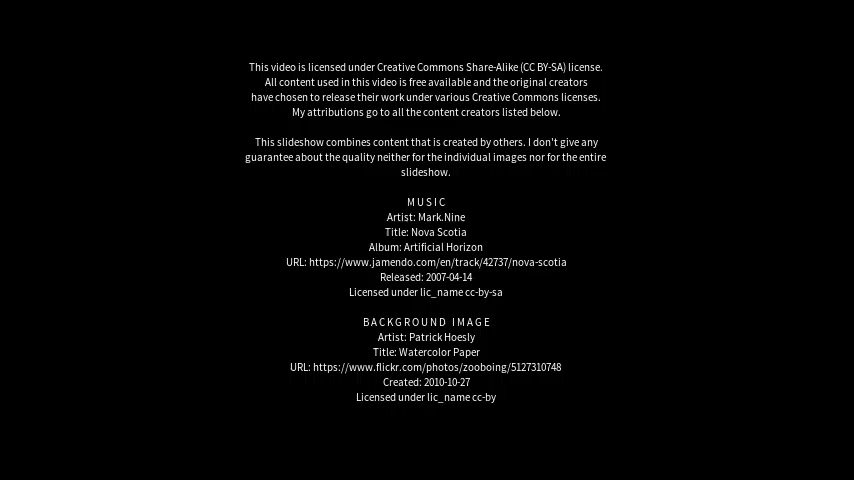 This video is licensed under Creative Commons Share-Alike (CC BY-SA) license.
All content used in this video is free available and the original creators
have chosen to release their work under various Creative Commons licenses.
My attributions go to all the content creators listed below.
This slideshow combines content that is created by others. I don't give any
guarantee about the quality neither for the individual images nor for the entire
slideshow.
MUSIC
Artist: Mark.Nine
Title: Nova Scotia
Album: Artificial Horizon
URL: https://www.jamendo.com/en/track/42737/nova-scotia
Released: 2007-04-14
Licensed under lic_name cc-by-sa
BACKGROUND IMAGE
Artist: Patrick Hoesly
Title: Watercolor Paper
URL: https://www.flickr.com/photos/zooboing/5127310748
Created: 2010-10-27
Licensed under lic_name cc-by